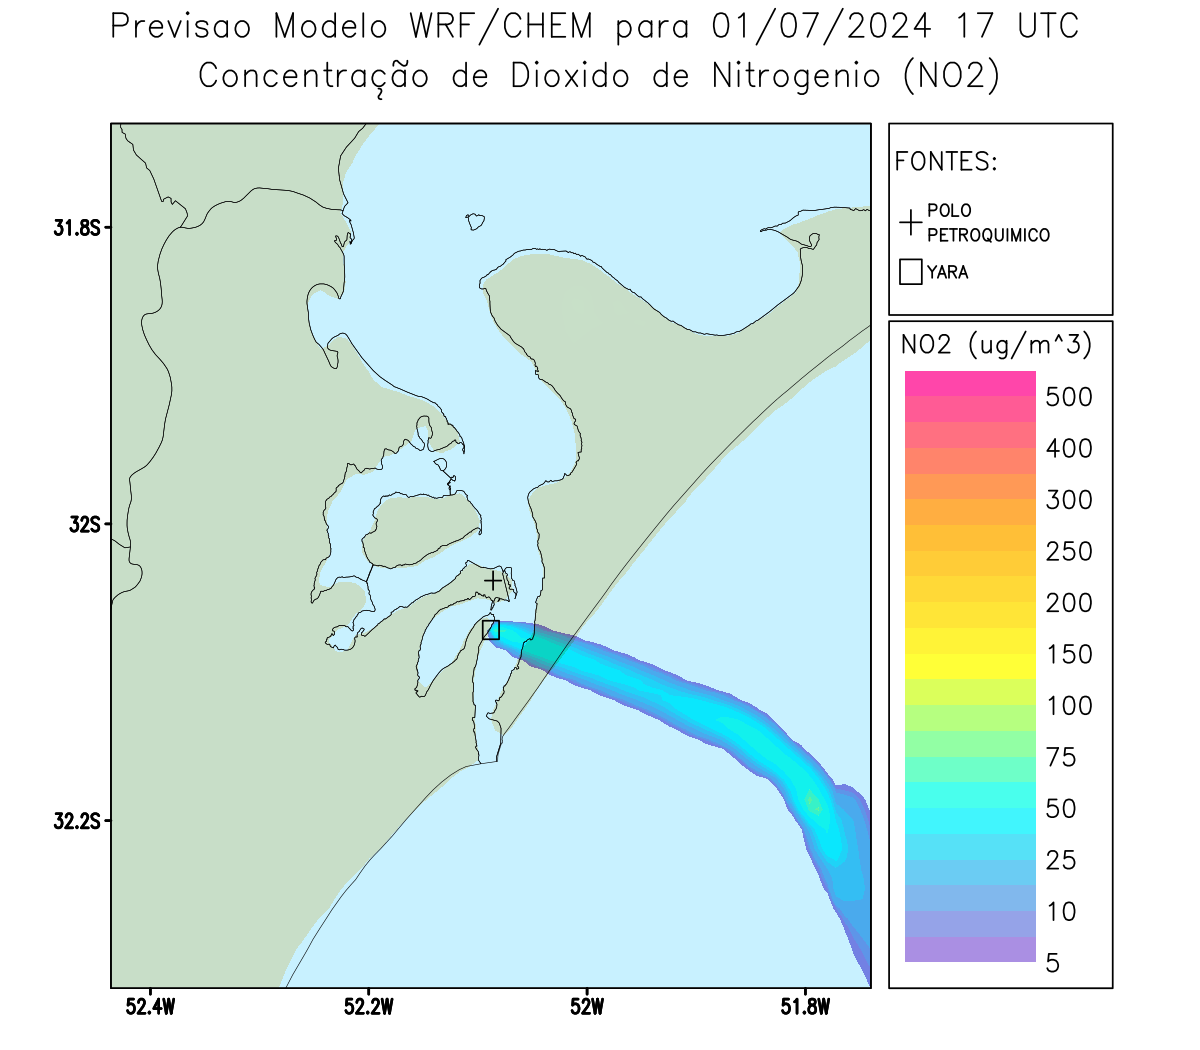 Previsao Modelo WRF/CHEM para 01/07/2024 17 UTC
Concentração de Dioxido de Nitrogenio (NO2)
FONTES:
POLO
PETROQUIMICO
YARA
NO2 (ug/m^3)
500
400
300
250
200
150
100
75
50
25
10
5
31.8S
32S
32.2S
52.4W
52.2W
52W
51.8W